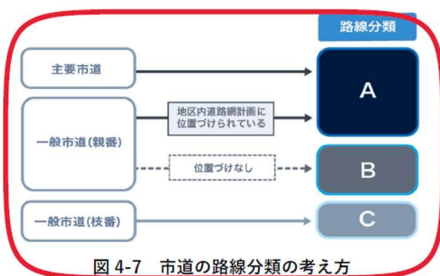 路線分類
主要市道
A
地区内道路網計画に
位置づけられている
一般市道(親番)
位置づけなし
B
一般市道(枝番)
C
図 4-7 市道の路線分類の考え方